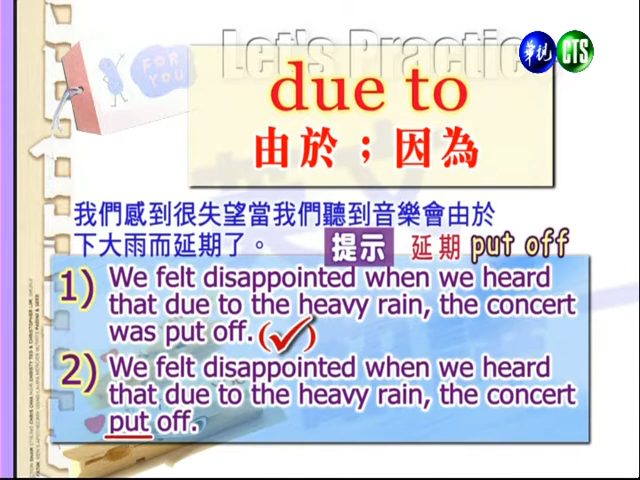 Let's Practice
華視 CTS
FOR
YOU
due to
由於；因為
我們感到很失望當我們聽到音樂會由於
下大雨而延期了。 提示 延期 put off
1) We felt disappointed when we heard
that due to the heavy rain, the concert
was put off.(✓)
2) We felt disappointed when we heard
that due to the heavy rain, the concert
put off.